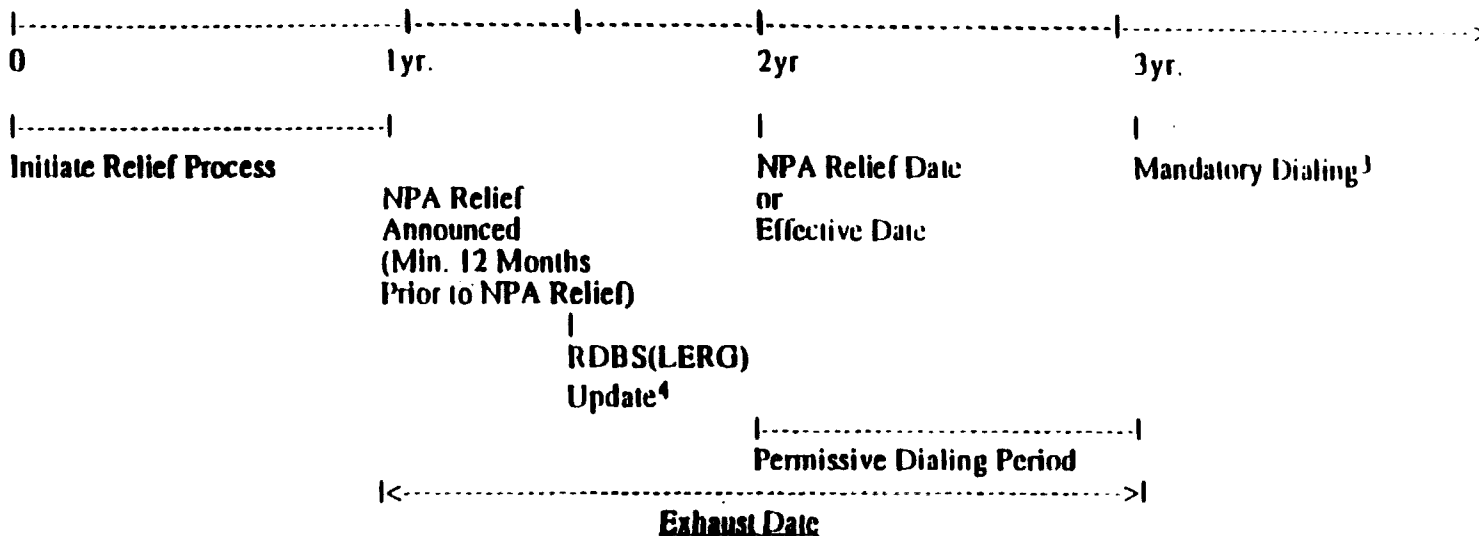 0 1yr. 2yr 3yr.
Initiate Relief Process
NPA Relief Date
or
Effective Date
Mandatory Dialing³
NPA Relief
Announced
(Min. 12 Months
Prior to NPA Relief)
RDBS(LERG)
Update⁴
Permissive Dialing Period
Exhaust Date